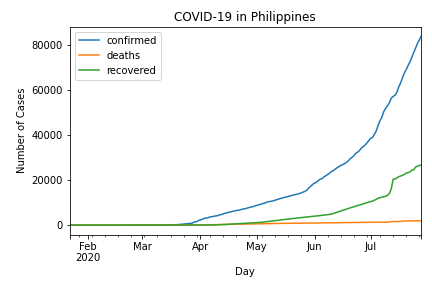 COVID-19 in Philippines
confirmed
deaths
recovered
Number of Cases
80000
60000
40000
20000
0
Feb Mar Apr May Jun Jul
2020
Day